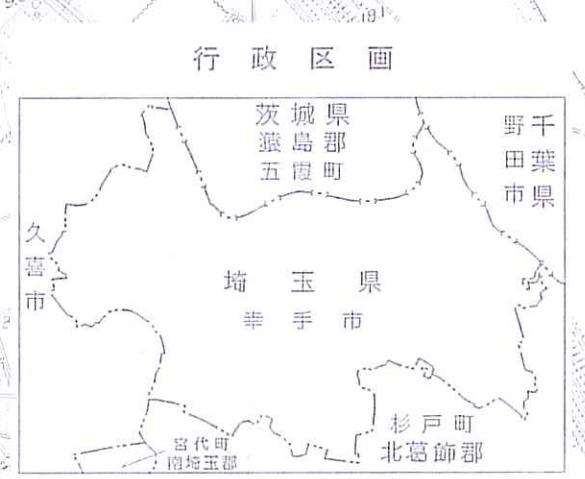 行政区画
茨城県
猿島郡
五霞町
千葉県
野田市
久喜市
埼玉県
幸手市
杉戸町
北葛飾郡
宮代町
南埼玉郡
181